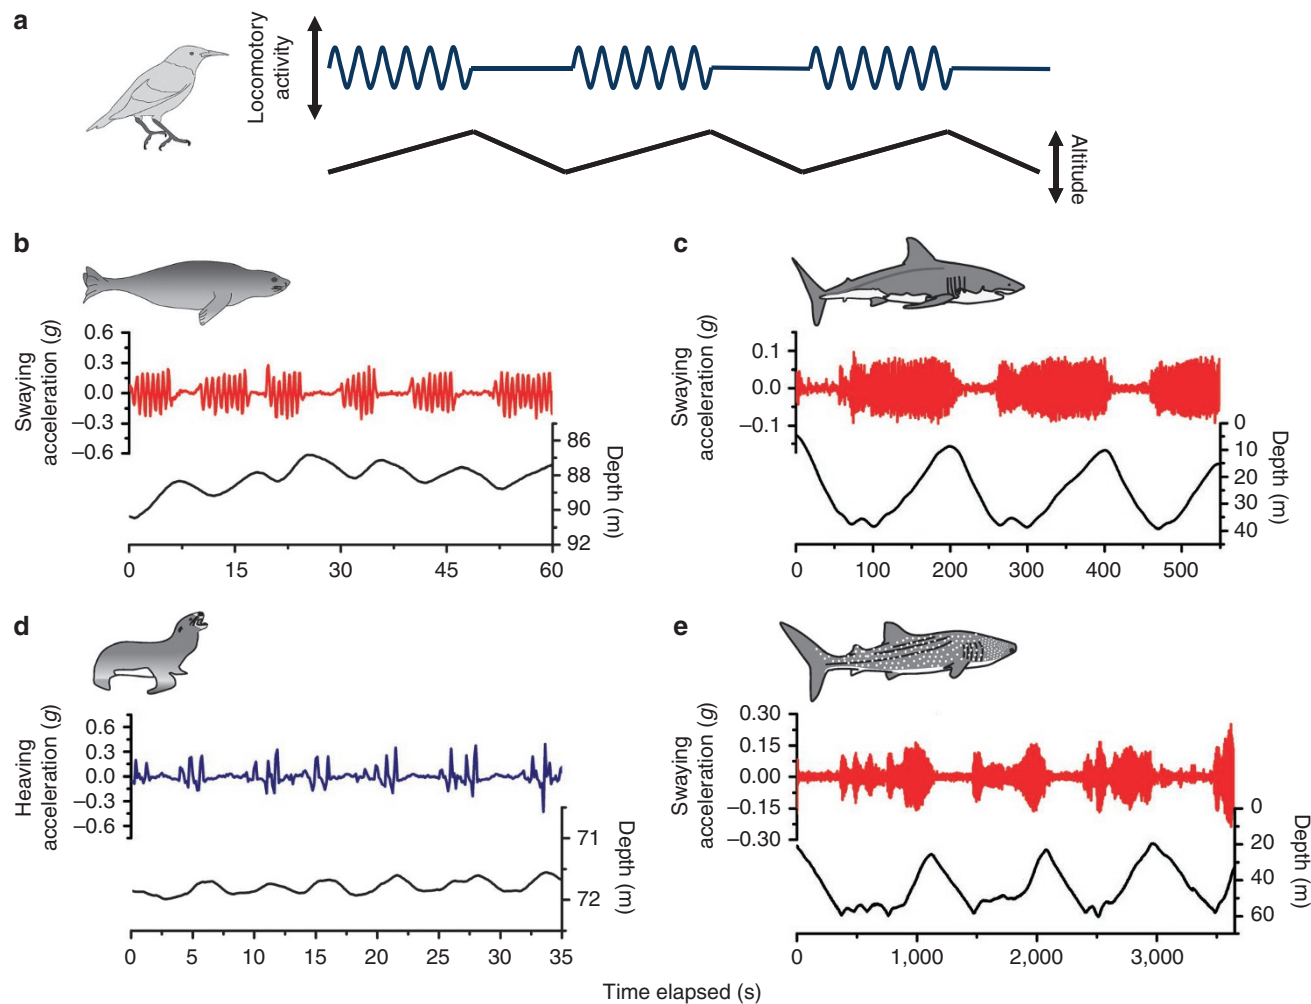 a
Locomotory
activity
Altitude
b
Swaying
acceleration (g)
0.6
0.3
0.0
–0.3
–0.6
86
88
90
92
Depth (m)
0 15 30 45 60
c
Swaying
acceleration (g)
0.1
0.0
–0.1
0
10
20
30
40
Depth (m)
0 100 200 300 400 500
d
Heaving
acceleration (g)
0.6
0.3
0.0
–0.3
–0.6
71
72
Depth (m)
0 5 10 15 20 25 30 35
e
Swaying
acceleration (g)
0.30
0.15
0.00
–0.15
–0.30
0
20
40
60
Depth (m)
0 1,000 2,000 3,000
Time elapsed (s)